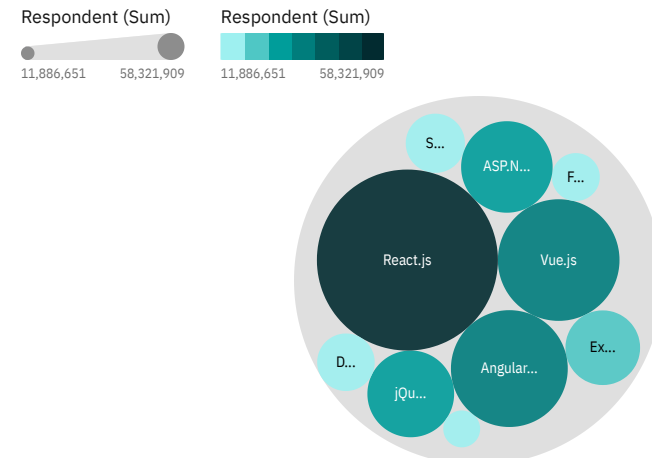 Respondent (Sum)
11,886,651 58,321,909
Respondent (Sum)
11,886,651 58,321,909
S...
ASP.N...
F...
React.js
Vue.js
Ex...
D...
Angular...
jQu...